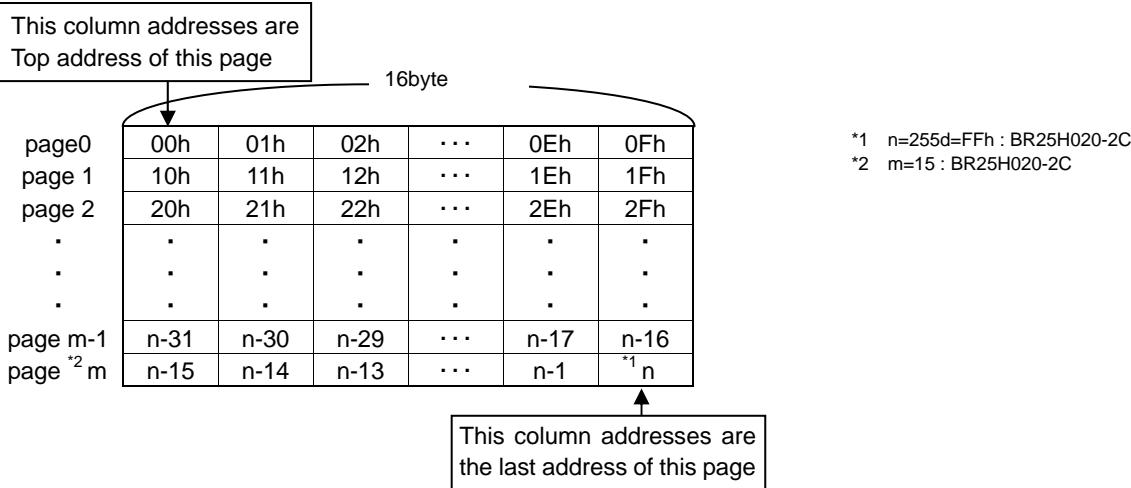 This column addresses are
Top address of this page
16byte
page0 00h 01h 02h ··· 0Eh 0Fh
page 1 10h 11h 12h ··· 1Eh 1Fh
page 2 20h 21h 22h ··· 2Eh 2Fh
· · · · · · ·
· · · · · · ·
· · · · · · ·
page m-1 n-31 n-30 n-29 ··· n-17 n-16
page *2 m n-15 n-14 n-13 ··· n-1 *1 n
This column addresses are
the last address of this page
*1 n=255d=FFh : BR25H020-2C
*2 m=15 : BR25H020-2C